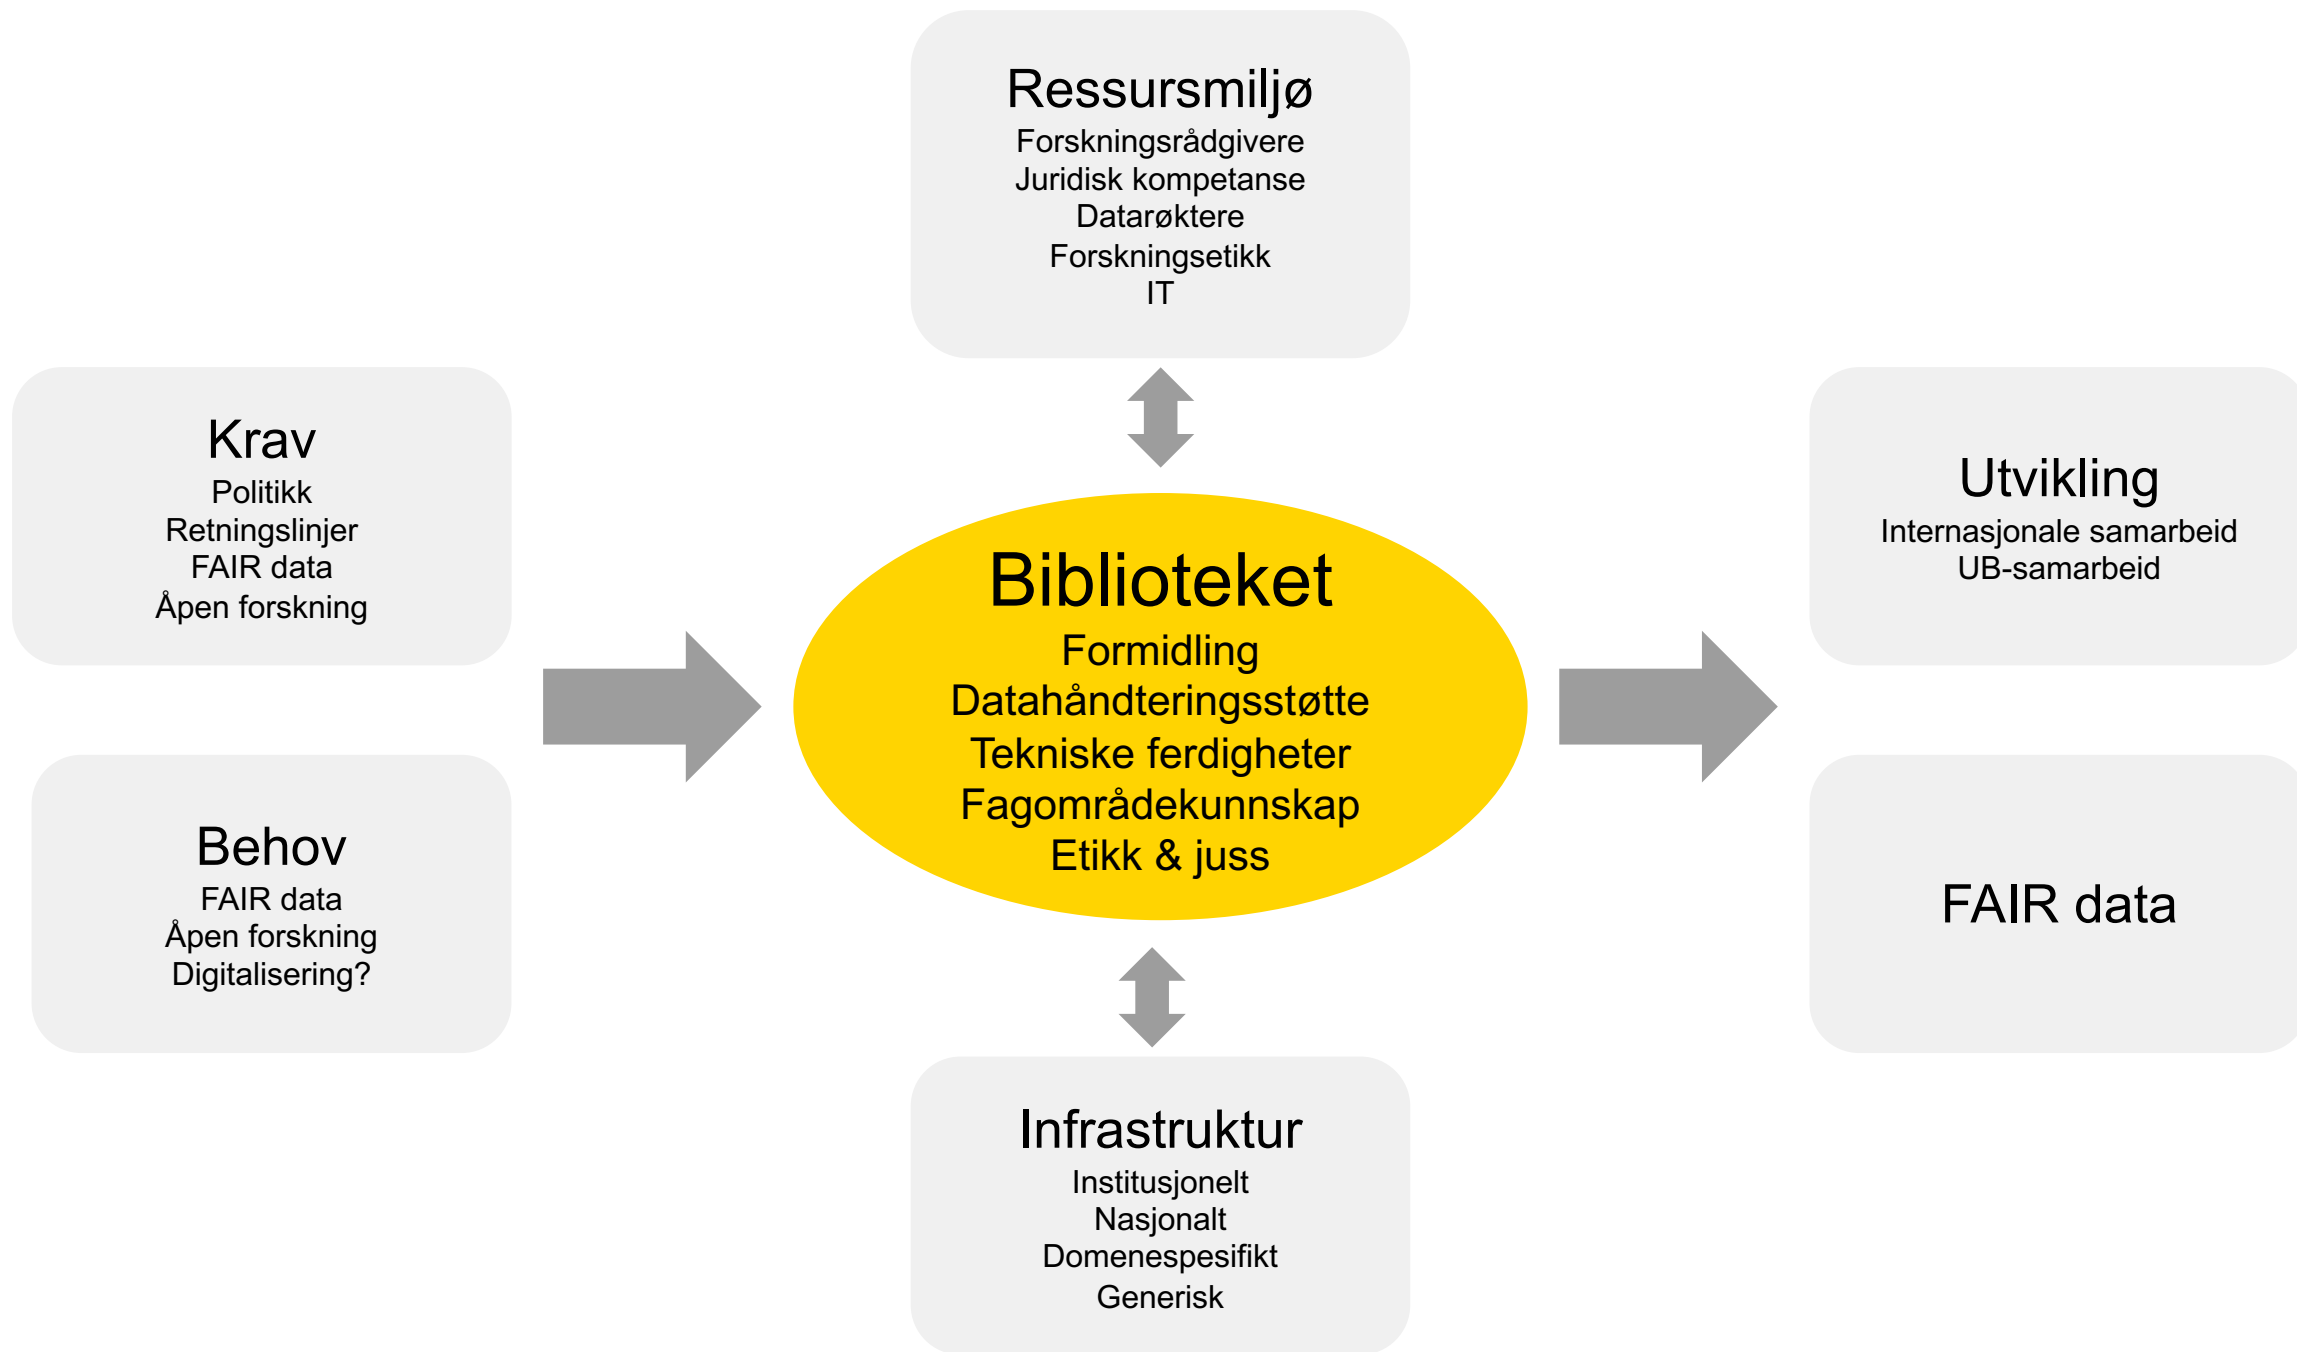 Ressursmiljø
Forskningsrådgivere
Juridisk kompetanse
Datarøktere
Forskningsetikk
IT
Krav
Politikk
Retningslinjer
FAIR data
Åpen forskning
Behov
FAIR data
Åpen forskning
Digitalisering?
Biblioteket
Formidling
Datahåndteringsstøtte
Tekniske ferdigheter
Fagområdekunnskap
Etikk & juss
Utvikling
Internasjonale samarbeid
UB-samarbeid
FAIR data
Infrastruktur
Institusjonelt
Nasjonalt
Domenespesifikt
Generisk